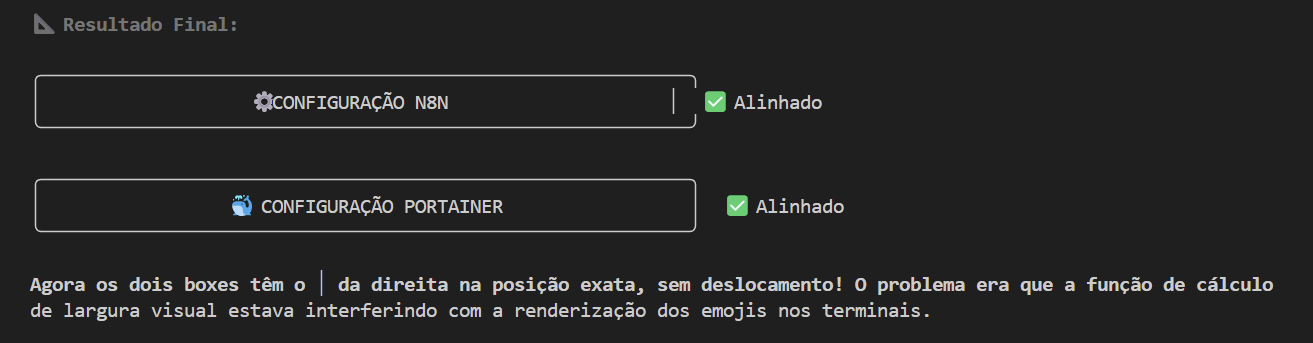 📐 Resultado Final:
⚙️CONFIGURAÇÃO N8N │ ✅ Alinhado
🐳 CONFIGURAÇÃO PORTAINER ✅ Alinhado
Agora os dois boxes têm o │ da direita na posição exata, sem deslocamento! O problema era que a função de cálculo
de largura visual estava interferindo com a renderização dos emojis nos terminais.